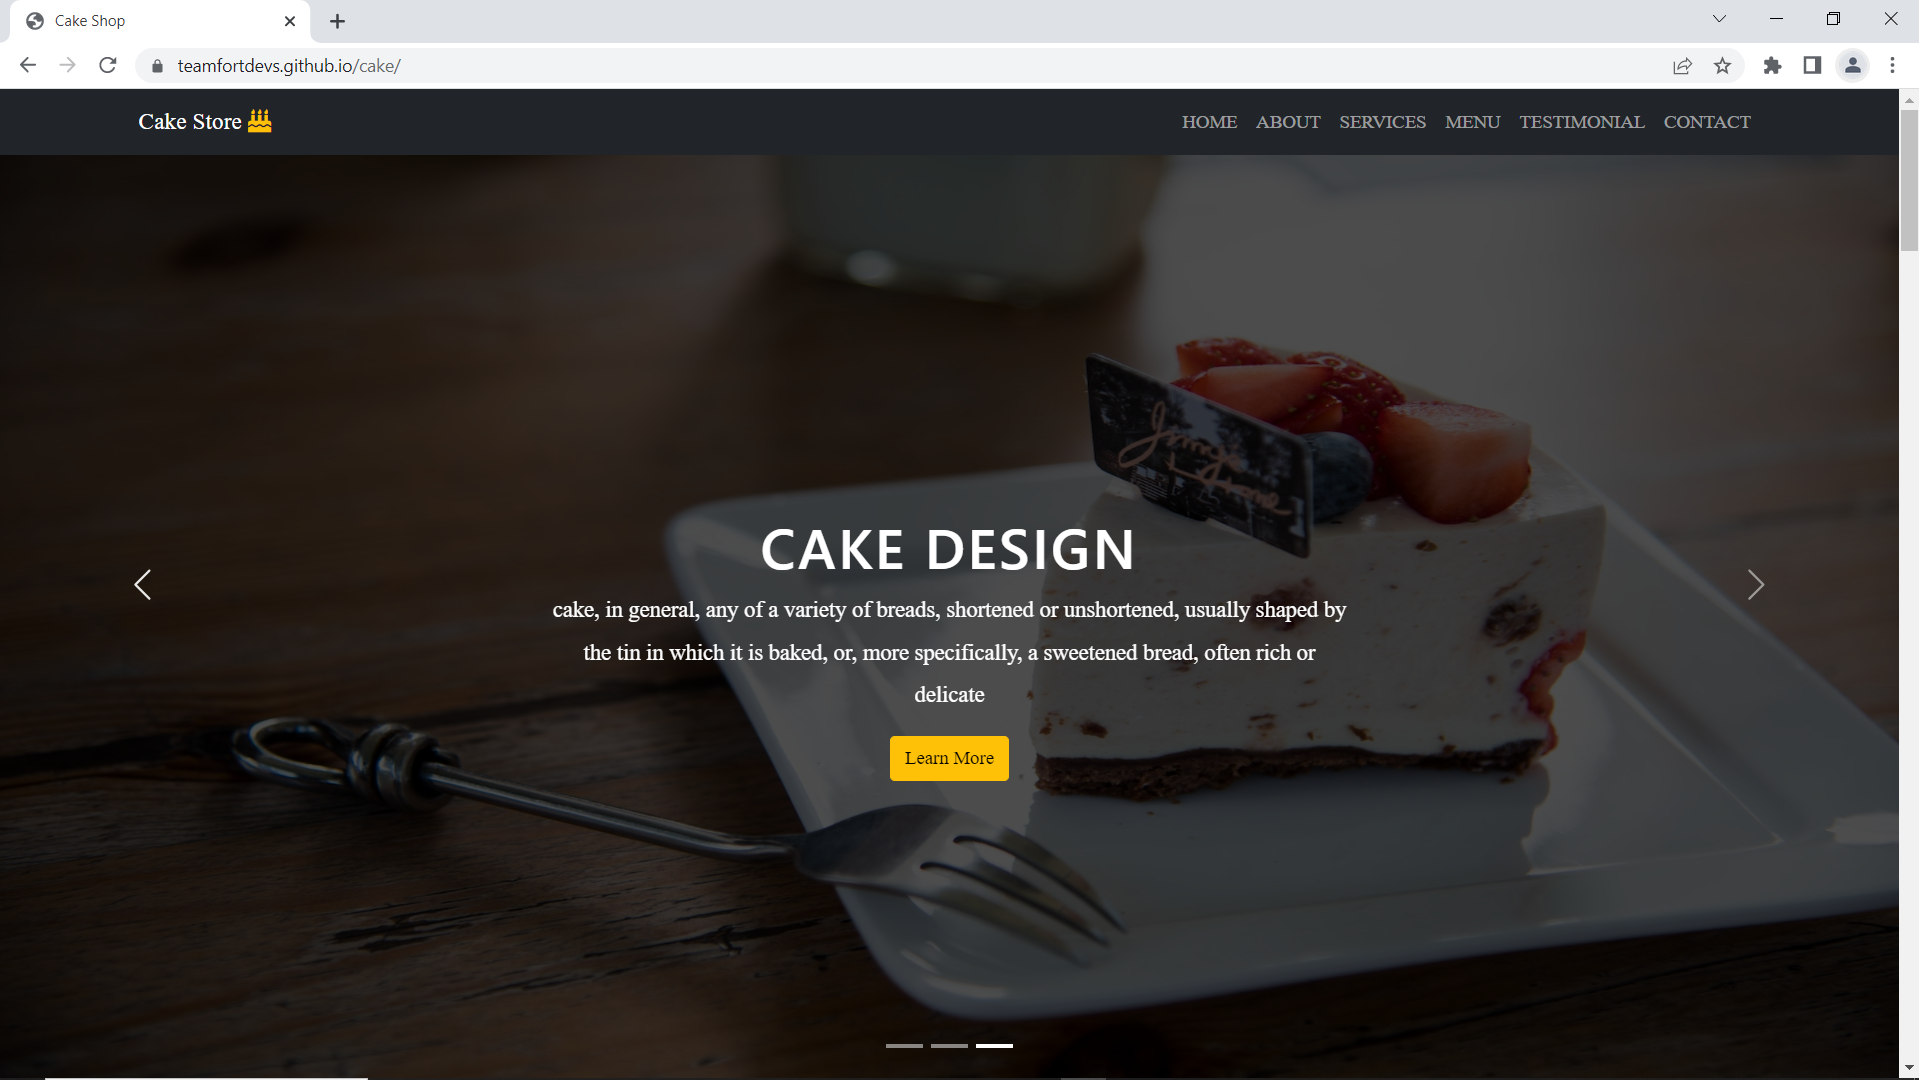 Cake Shop
teamfortdevs.github.io/cake/
Cake Store
HOME ABOUT SERVICES MENU TESTIMONIAL CONTACT
CAKE DESIGN
cake, in general, any of a variety of breads, shortened or unshortened, usually shaped by
the tin in which it is baked, or, more specifically, a sweetened bread, often rich or
delicate
Learn More